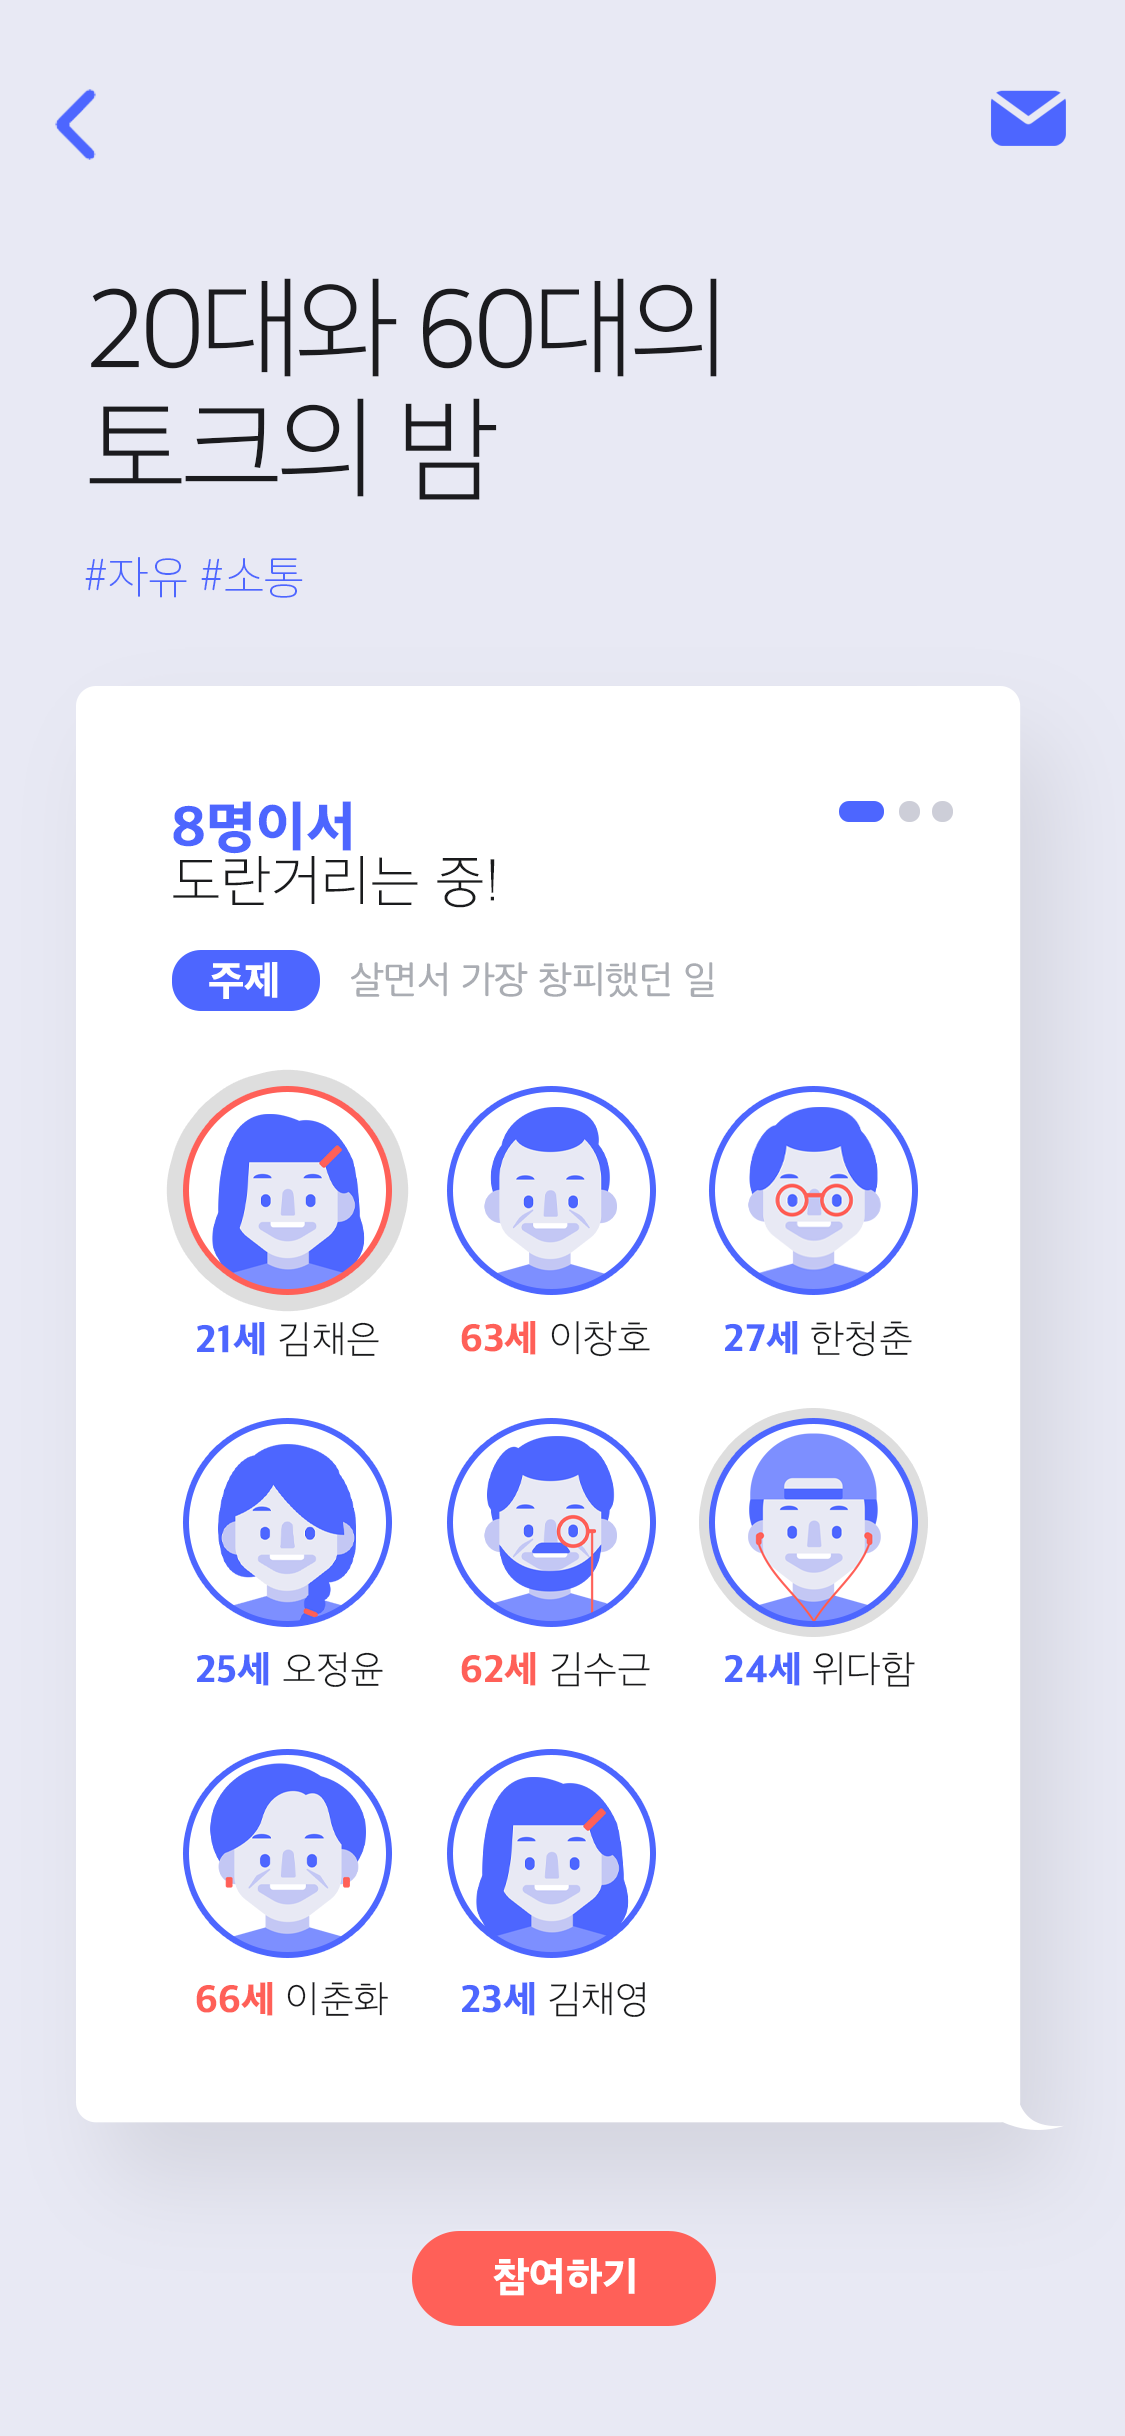 20대와 60대의
토크의 밤
#자유 #소통
8명이서
도란거리는 중!
주제 살면서 가장 창피했던 일
21세 김채은
63세 이창호
27세 한청춘
25세 오정윤
62세 김수근
24세 위다함
66세 이춘화
23세 김채영
참여하기